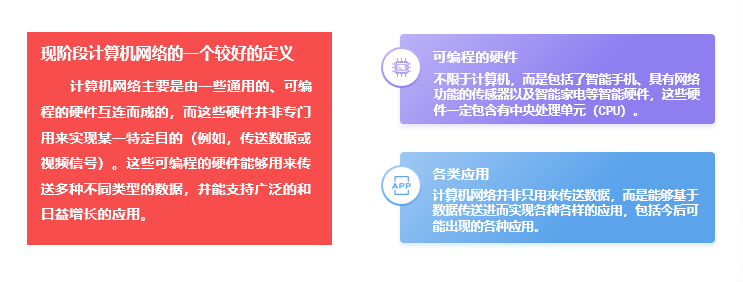 现阶段计算机网络的一个较好的定义
计算机网络主要是由一些通用的、可编
程的硬件互连而成的，而这些硬件并非专门
用来实现某一特定目的（例如，传送数据或
视频信号）。这些可编程的硬件能够用来传
送多种不同类型的数据，并能支持广泛的和
日益增长的应用。
可编程的硬件
不限于计算机，而是包括了智能手机、具有网络
功能的传感器以及智能家电等智能硬件，这些硬
件一定包含有中央处理单元（CPU）。
APP
各类应用
计算机网络并非只用来传送数据，而是能够基于
数据传送进而实现各种各样的应用，包括今后可
能出现的各种应用。